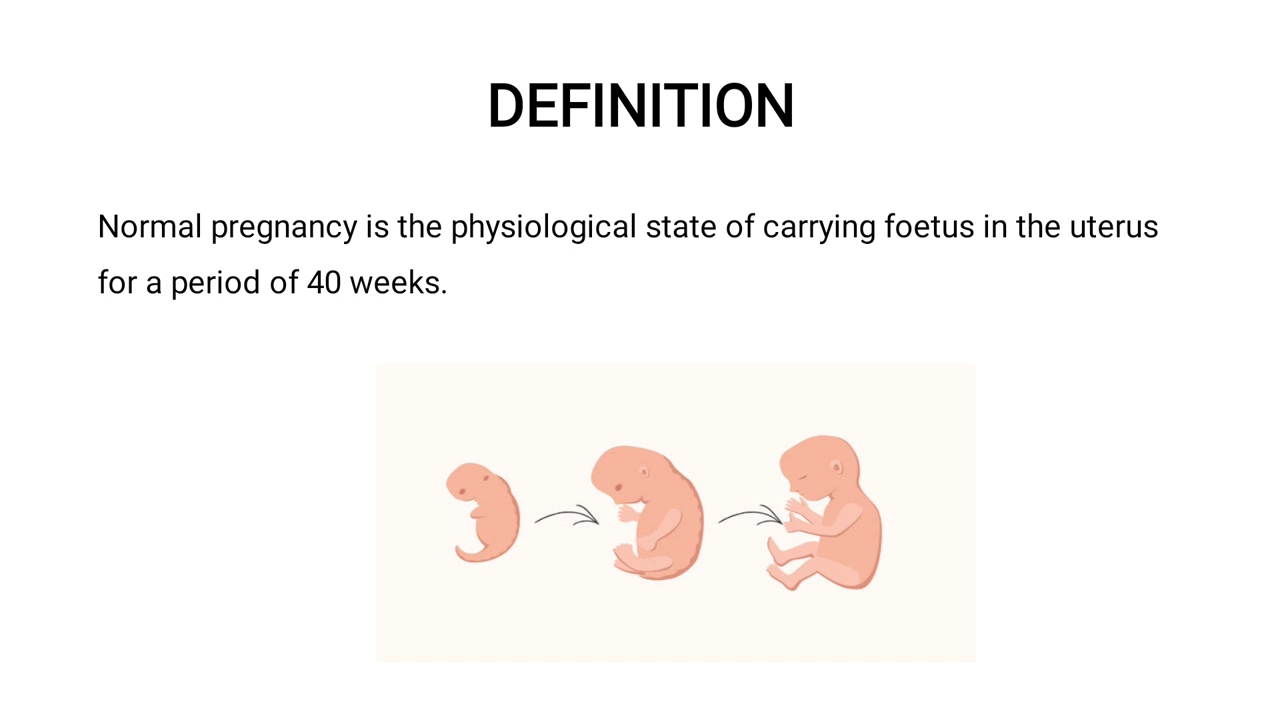 DEFINITION
Normal pregnancy is the physiological state of carrying foetus in the uterus
for a period of 40 weeks.